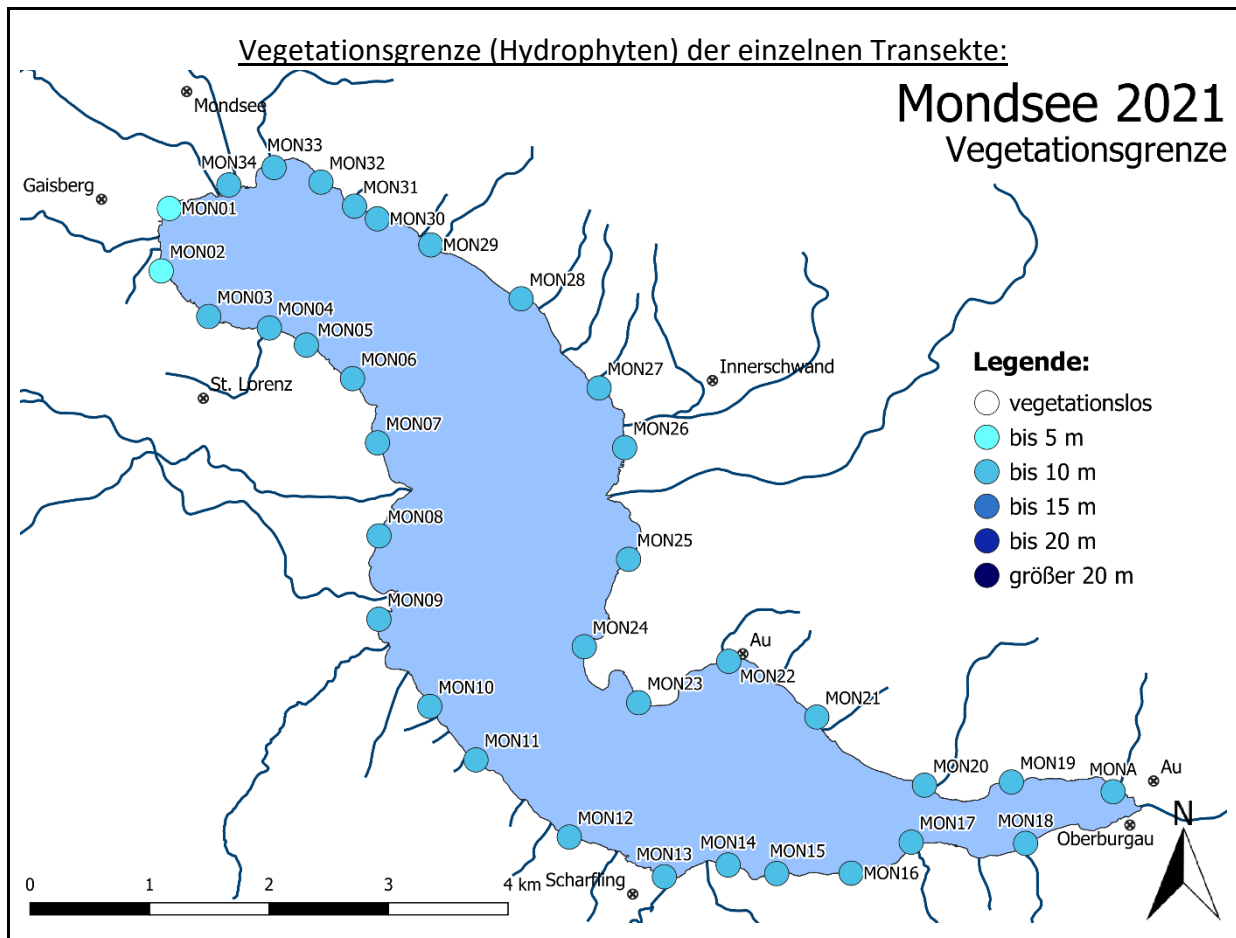 Vegetationsgrenze (Hydrophyten) der einzelnen Transekte:
Mondsee 2021
Vegetationsgrenze
Mondsee
MON33
MON34
MON32
Gaisberg
MON31
MON01
MON30
MON29
MON02
MON28
MON03
MON04
MON05
MON06
MON27
Innerschwand
St. Lorenz
MON07
MON26
Legende:
vegetationslos
bis 5 m
bis 10 m
bis 15 m
bis 20 m
größer 20 m
MON08
MON25
MON09
MON24
Au
MON22
MON10
MON23
MON21
MON11
MON20
MON19
MONA
Au
MON12
MON17
MON18
Oberburgau
N
MON13
MON14
MON15
MON16
Scharfling
0 1 2 3 4 km